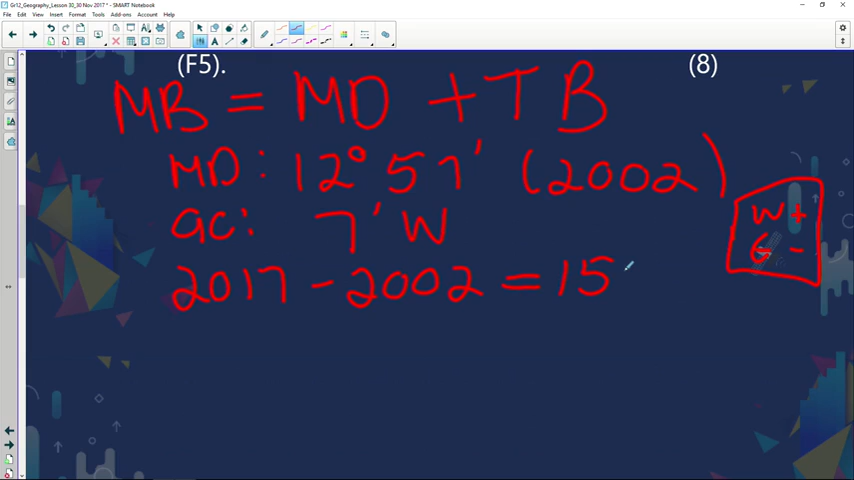 Gr12_Geography_Lesson 30_30 Nov 2017 * - SMART Notebook
File Edit View Insert Format Tools Add-ons Account Help
(F5). (8)
MB = MD + TB
MD: 12° 57' (2002)
W +
E -
ac: 7' W
2017 - 2002 = 15